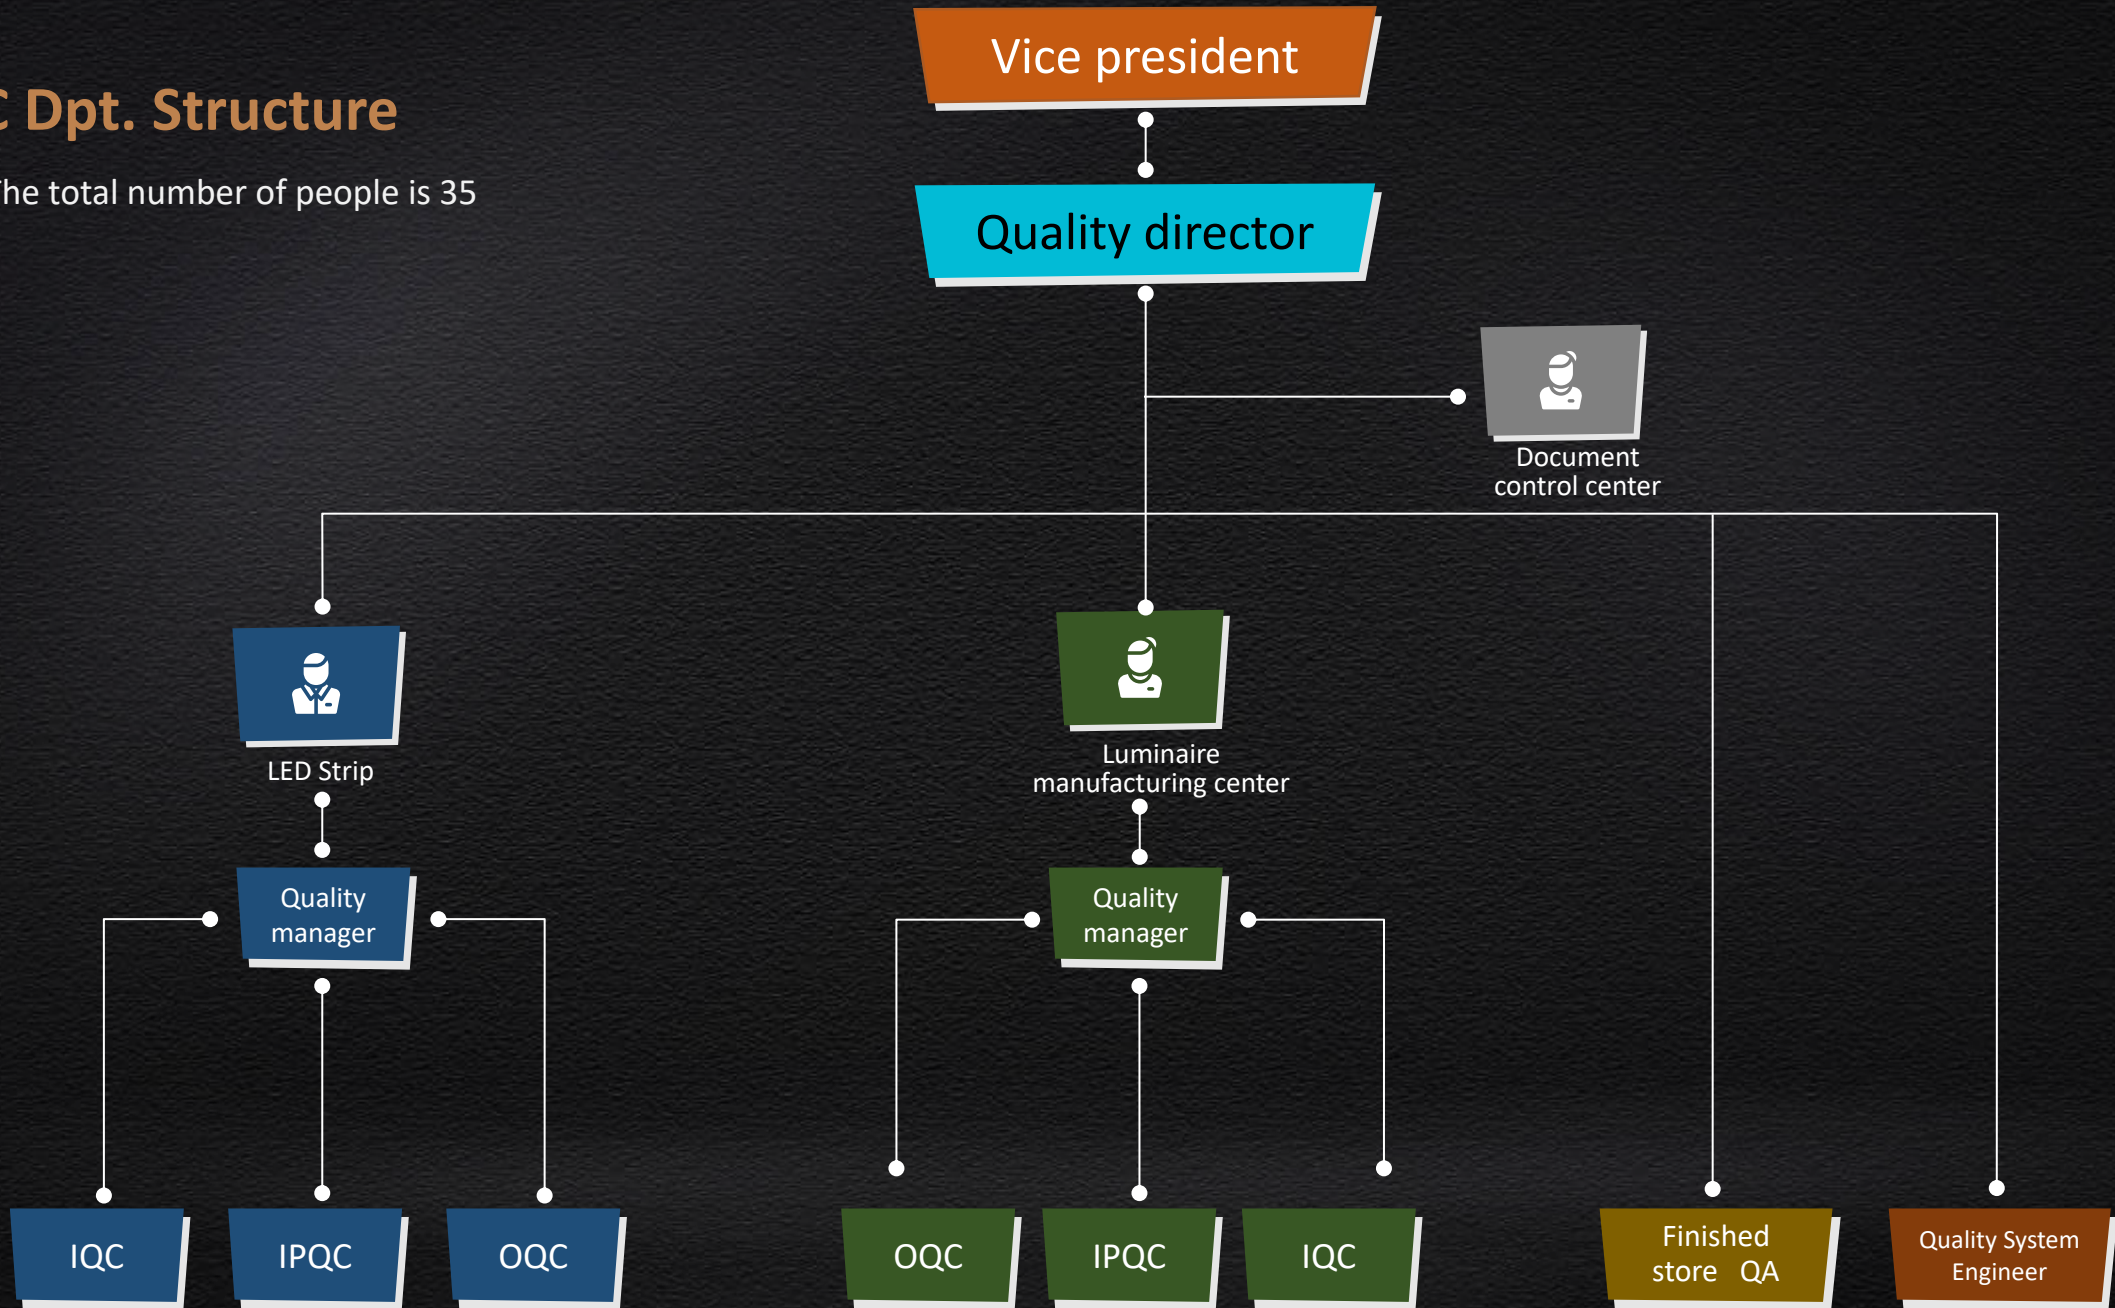 Vice president
C Dpt. Structure
The total number of people is 35
Quality director
Document
control center
LED Strip
Luminaire
manufacturing center
Quality
manager
Quality
manager
IQC
IPQC
OQC
OQC
IPQC
IQC
Finished
store QA
Quality System
Engineer